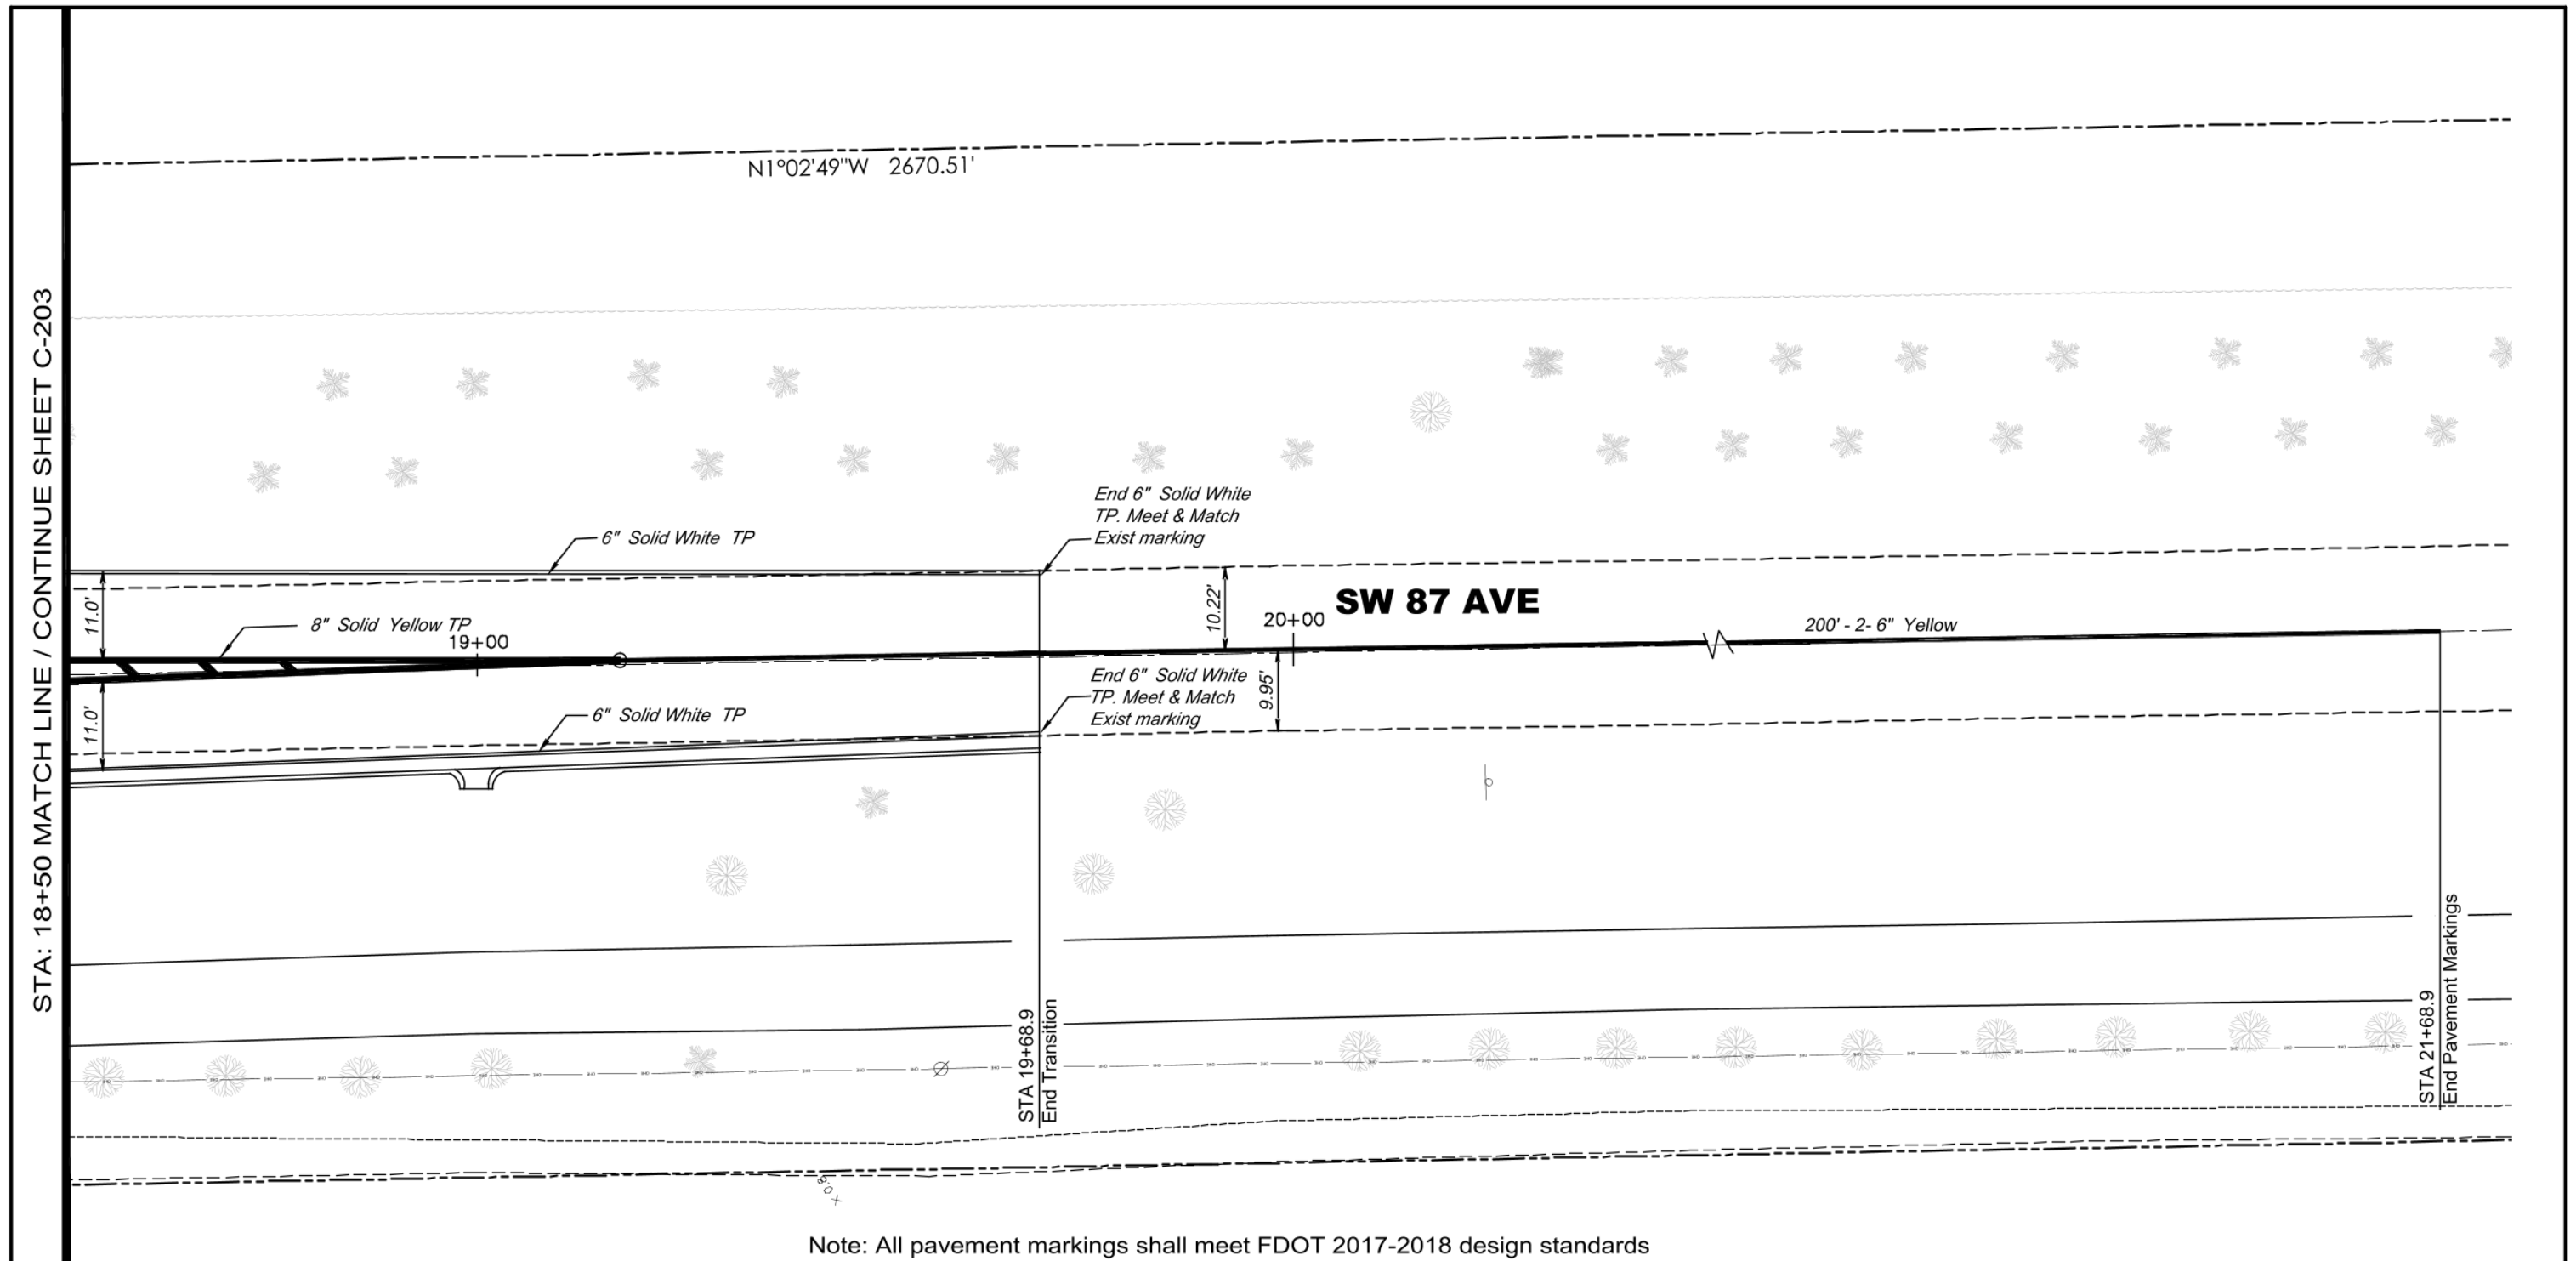 STA: 18+50 MATCH LINE / CONTINUE SHEET C-203
N1°02'49"W 2670.51'
End 6" Solid White
TP. Meet & Match
Exist marking
6" Solid White TP
11.0'
8" Solid Yellow TP
19+00
10.22'
20+00
SW 87 AVE
200' - 2- 6" Yellow
End 6" Solid White
TP. Meet & Match
Exist marking
9.95'
11.0'
6" Solid White TP
STA 19+68.9
End Transition
STA 21+68.9
End Pavement Markings
x 0.8
Note: All pavement markings shall meet FDOT 2017-2018 design standards